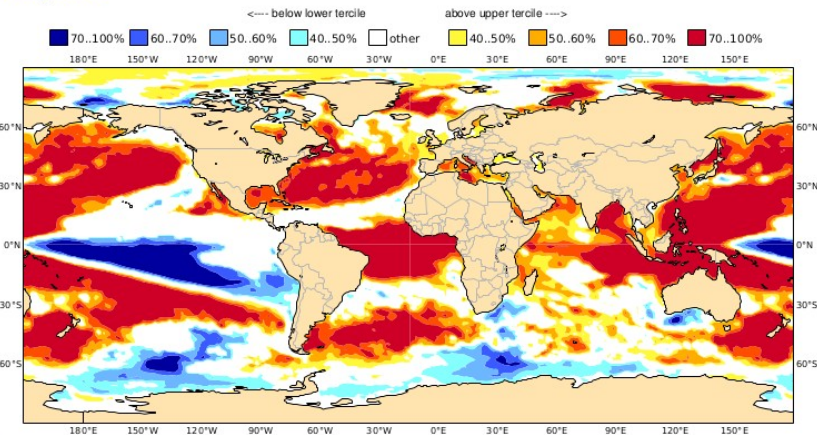 <---- below lower tercile above upper tercile ---->
70..100% 60..70% 50..60% 40..50% other 40..50% 50..60% 60..70% 70..100%
180°E 150°W 120°W 90°W 60°W 30°W 0°E 30°E 60°E 90°E 120°E 150°E
60°N 60°N
30°N 30°N
0°N 0°N
30°S 30°S
60°S 60°S
180°E 150°W 120°W 90°W 60°W 30°W 0°E 30°E 60°E 90°E 120°E 150°E